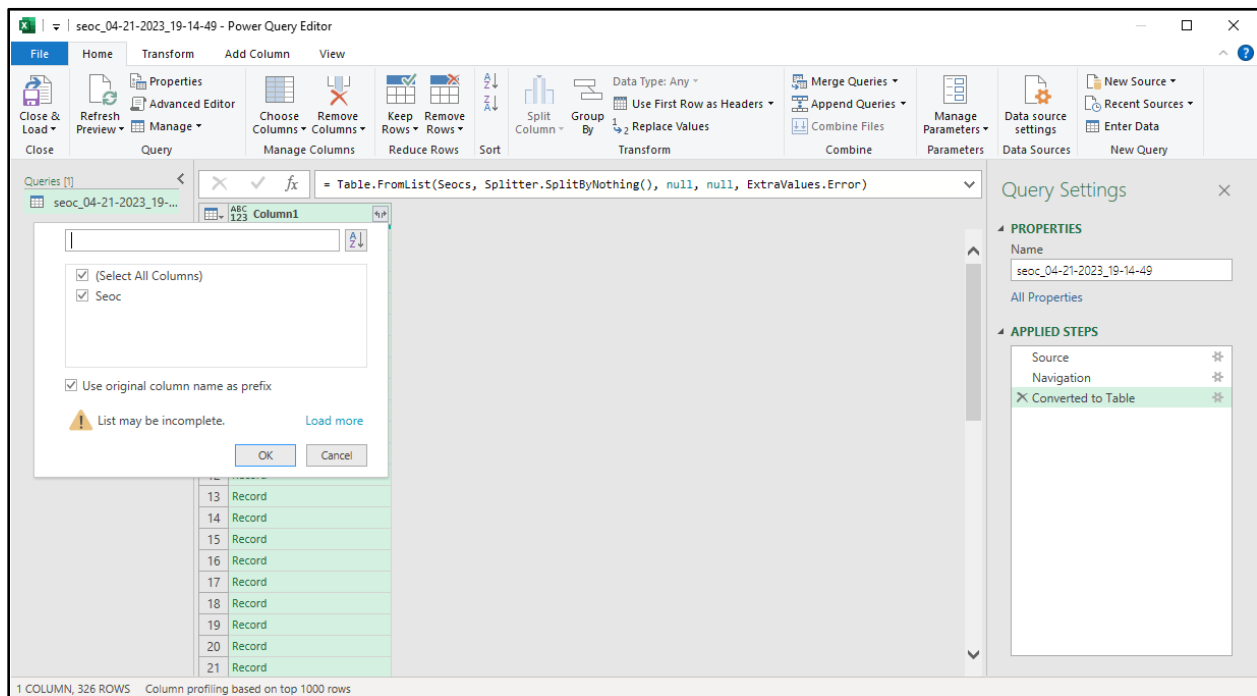 seoc_04-21-2023_19-14-49 - Power Query Editor
File Home Transform Add Column View
Close & Load
Close
Refresh Preview
Properties
Advanced Editor
Manage
Query
Choose Columns
Remove Columns
Manage Columns
Keep Rows
Remove Rows
Reduce Rows
Sort
Split Column
Group By
Data Type: Any
Use First Row as Headers
Replace Values
Transform
Merge Queries
Append Queries
Combine Files
Combine
Manage Parameters
Parameters
Data source settings
Data Sources
New Source
Recent Sources
Enter Data
New Query
Queries [1]
seoc_04-21-2023_19-...
fx = Table.FromList(Seocs, Splitter.SplitByNothing(), null, null, ExtraValues.Error)
ABC 123 Column1
(Select All Columns)
Seoc
Use original column name as prefix
List may be incomplete. Load more
OK Cancel
13 Record
14 Record
15 Record
16 Record
17 Record
18 Record
19 Record
20 Record
21 Record
Query Settings
PROPERTIES
Name
seoc_04-21-2023_19-14-49
All Properties
APPLIED STEPS
Source
Navigation
Converted to Table
1 COLUMN, 326 ROWS Column profiling based on top 1000 rows